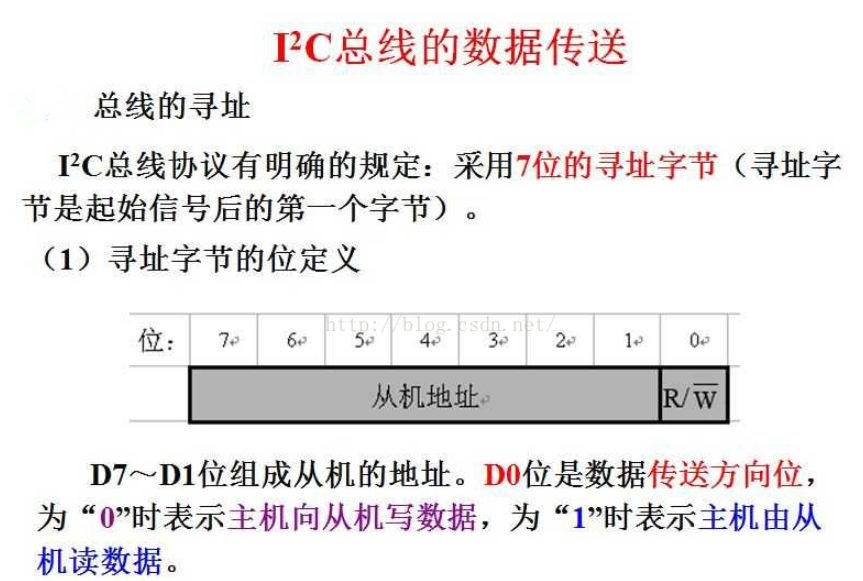 I²C总线的数据传送
总线的寻址
I²C总线协议有明确的规定：采用7位的寻址字节（寻址字
节是起始信号后的第一个字节）。
（1）寻址字节的位定义
http://blog.csdn.net/
位： 7 6 5 4 3 2 1 0
从机地址 R/W̅
D7～D1位组成从机的地址。D0位是数据传送方向位，
为“0”时表示主机向从机写数据，为“1”时表示主机由从
机读数据。